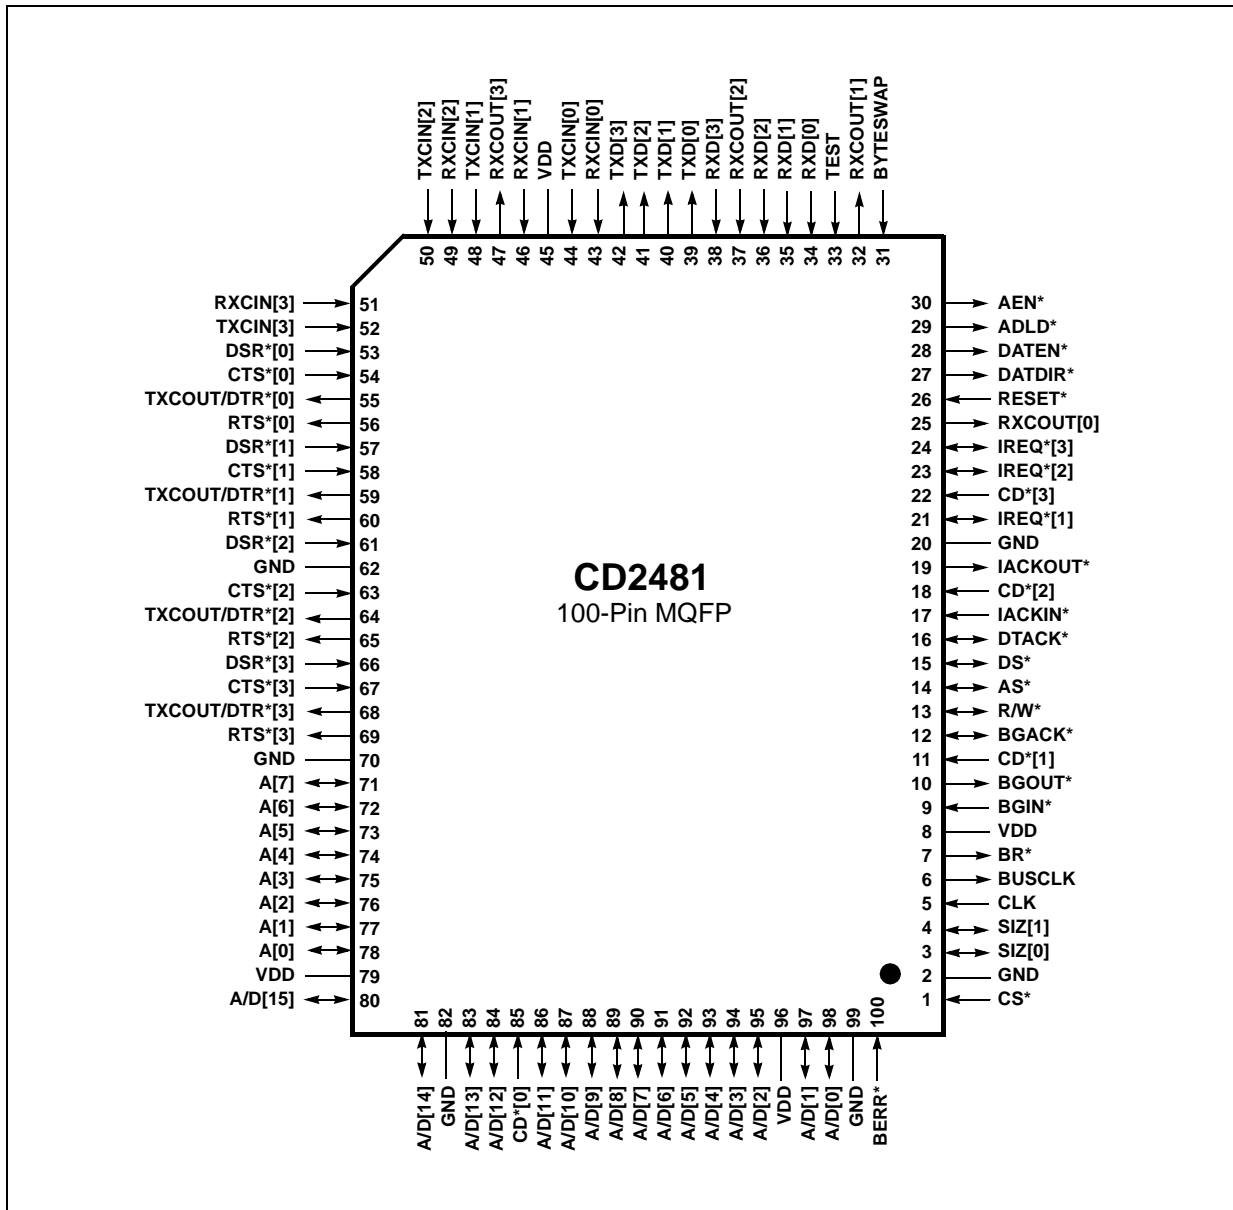 TXCIN[2]
RXCIN[2]
TXCIN[1]
RXCOUT[3]
RXCIN[1]
VDD
TXCIN[0]
RXCIN[0]
TXD[3]
TXD[2]
TXD[1]
TXD[0]
RXD[3]
RXCOUT[2]
RXD[2]
RXD[1]
RXD[0]
TEST
RXCOUT[1]
BYTESWAP
50
49
48
47
46
45
44
43
42
41
40
39
38
37
36
35
34
33
32
31
RXCIN[3] 51
TXCIN[3] 52
DSR*[0] 53
CTS*[0] 54
TXCOUT/DTR*[0] 55
RTS*[0] 56
DSR*[1] 57
CTS*[1] 58
TXCOUT/DTR*[1] 59
RTS*[1] 60
DSR*[2] 61
GND 62
CTS*[2] 63
TXCOUT/DTR*[2] 64
RTS*[2] 65
DSR*[3] 66
CTS*[3] 67
TXCOUT/DTR*[3] 68
RTS*[3] 69
GND 70
A[7] 71
A[6] 72
A[5] 73
A[4] 74
A[3] 75
A[2] 76
A[1] 77
A[0] 78
VDD 79
A/D[15] 80
CD2481
100-Pin MQFP
30 AEN*
29 ADLD*
28 DATEN*
27 DATDIR*
26 RESET*
25 RXCOUT[0]
24 IREQ*[3]
23 IREQ*[2]
22 CD*[3]
21 IREQ*[1]
20 GND
19 IACKOUT*
18 CD*[2]
17 IACKIN*
16 DTACK*
15 DS*
14 AS*
13 R/W*
12 BGACK*
11 CD*[1]
10 BGOUT*
9 BGIN*
8 VDD
7 BR*
6 BUSCLK
5 CLK
4 SIZ[1]
3 SIZ[0]
2 GND
1 CS*
81
82
83
84
85
86
87
88
89
90
91
92
93
94
95
96
97
98
99
100
A/D[14]
GND
A/D[13]
A/D[12]
CD*[0]
A/D[11]
A/D[10]
A/D[9]
A/D[8]
A/D[7]
A/D[6]
A/D[5]
A/D[4]
A/D[3]
A/D[2]
VDD
A/D[1]
A/D[0]
GND
BERR*